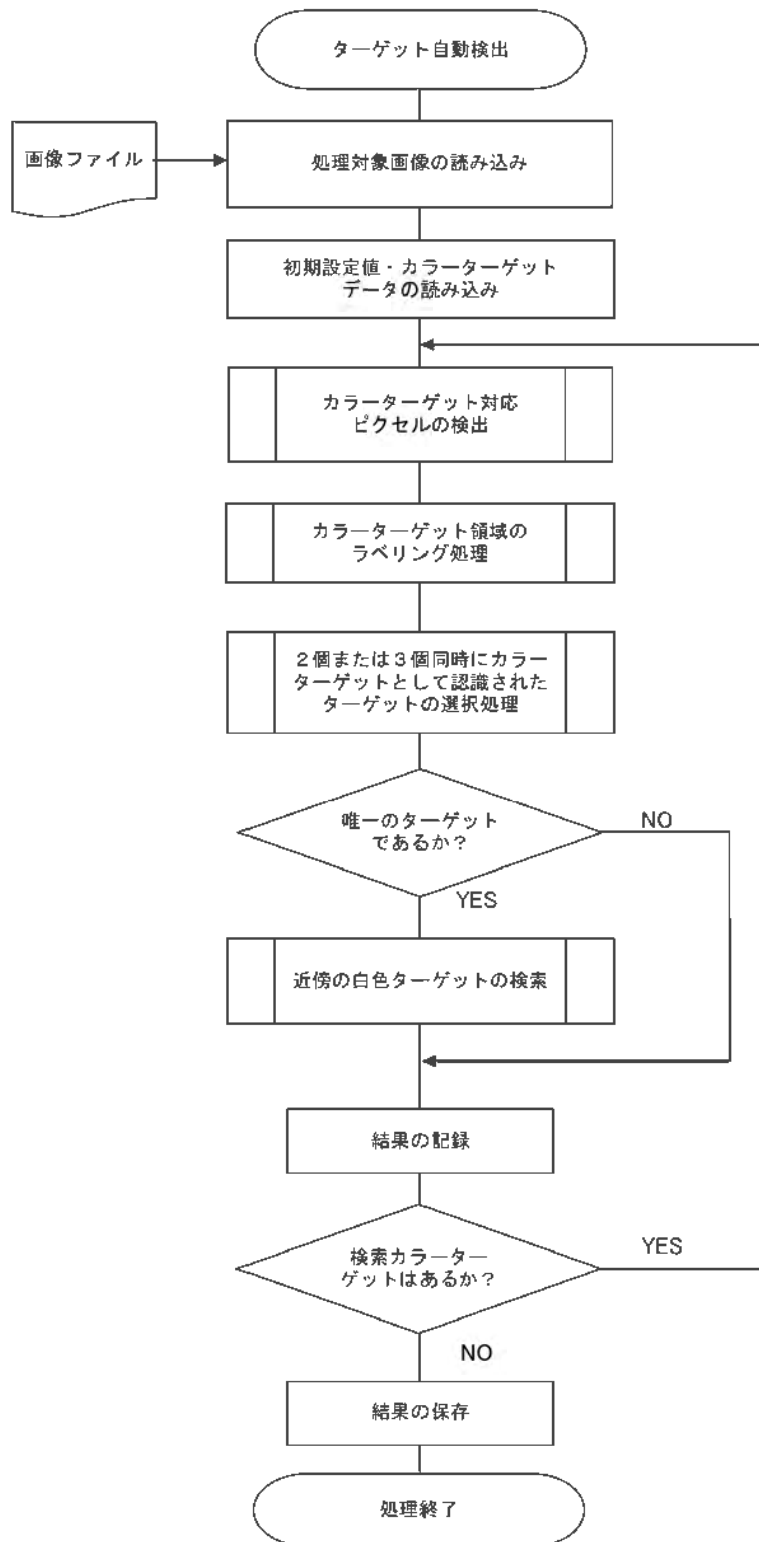 ターゲット自動検出
画像ファイル
処理対象画像の読み込み
初期設定値・カラーターゲット
データの読み込み
カラーターゲット対応
ピクセルの検出
カラーターゲット領域の
ラベリング処理
2個または3個同時にカラー
ターゲットとして認識された
ターゲットの選択処理
唯一のターゲット
であるか?
NO
YES
近傍の白色ターゲットの検索
結果の記録
検索カラーター
ゲットはあるか?
YES
NO
結果の保存
処理終了